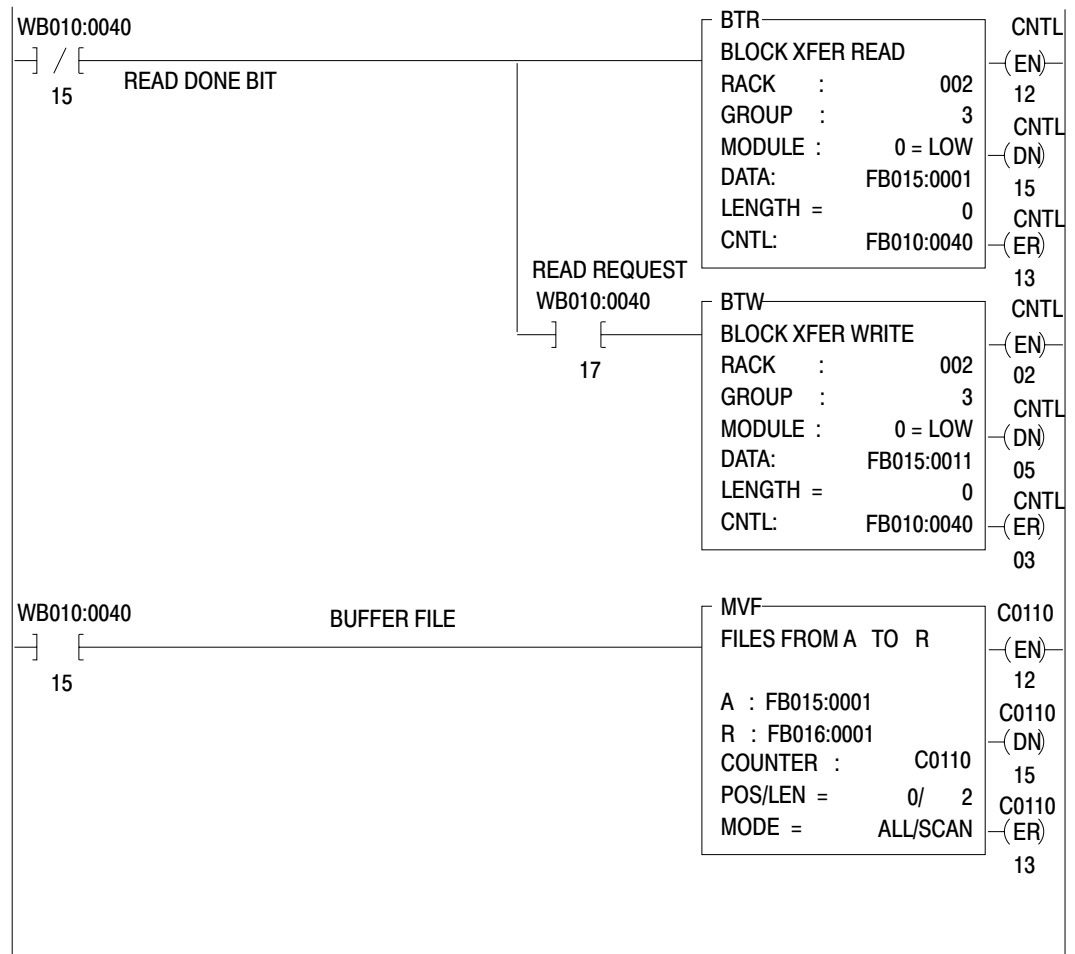 WB010:0040
15
READ DONE BIT
BTR
BLOCK XFER READ
RACK : 002
GROUP : 3
MODULE : 0 = LOW
DATA: FB015:0001
LENGTH = 0
CNTL: FB010:0040
CNTL
EN
12
CNTL
DN
15
CNTL
ER
13
READ REQUEST
WB010:0040
17
BTW
BLOCK XFER WRITE
RACK : 002
GROUP : 3
MODULE : 0 = LOW
DATA: FB015:0011
LENGTH = 0
CNTL: FB010:0040
CNTL
EN
02
CNTL
DN
05
CNTL
ER
03
WB010:0040
15
BUFFER FILE
MVF
FILES FROM A TO R
A : FB015:0001
R : FB016:0001
COUNTER : C0110
POS/LEN = 0/ 2
MODE = ALL/SCAN
C0110
EN
12
C0110
DN
15
C0110
ER
13